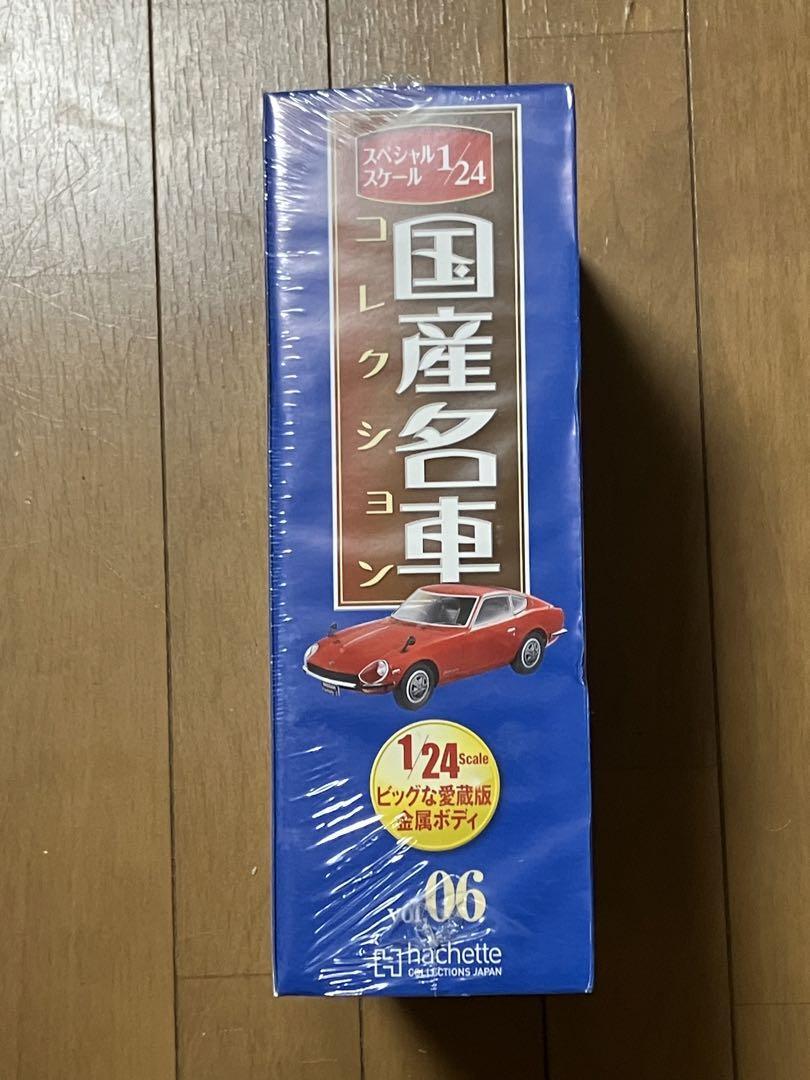 スペシャル
スケール 1/24
国産名車
コレクション
1/24 Scale
ビッグな愛蔵版
金属ボディ
vol.06
hachette
COLLECTIONS JAPAN